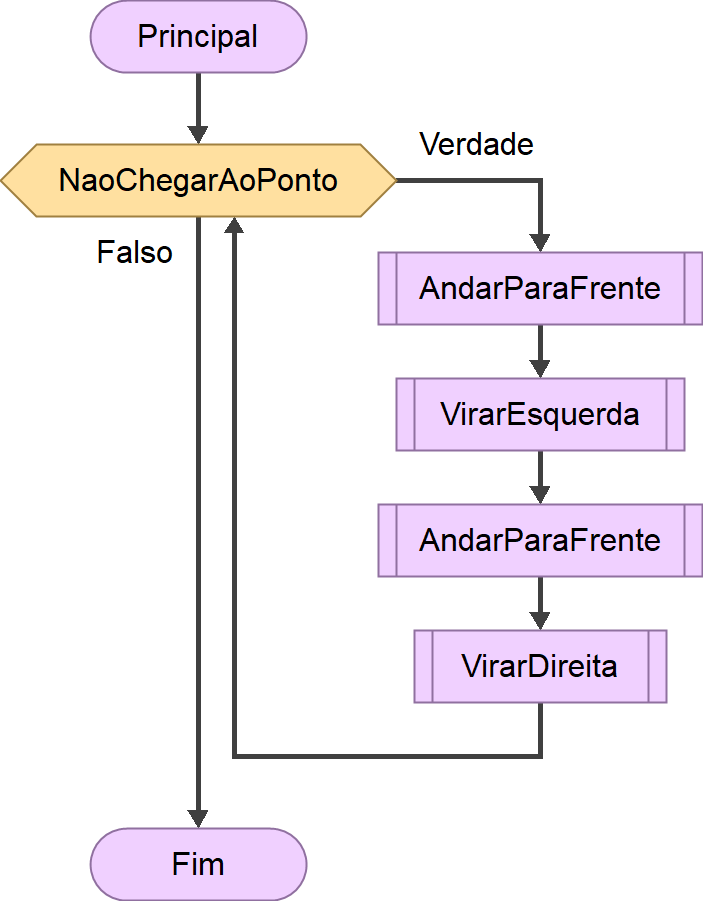 Principal
NaoChegarAoPonto
Verdade
Falso
AndarParaFrente
VirarEsquerda
AndarParaFrente
VirarDireita
Fim